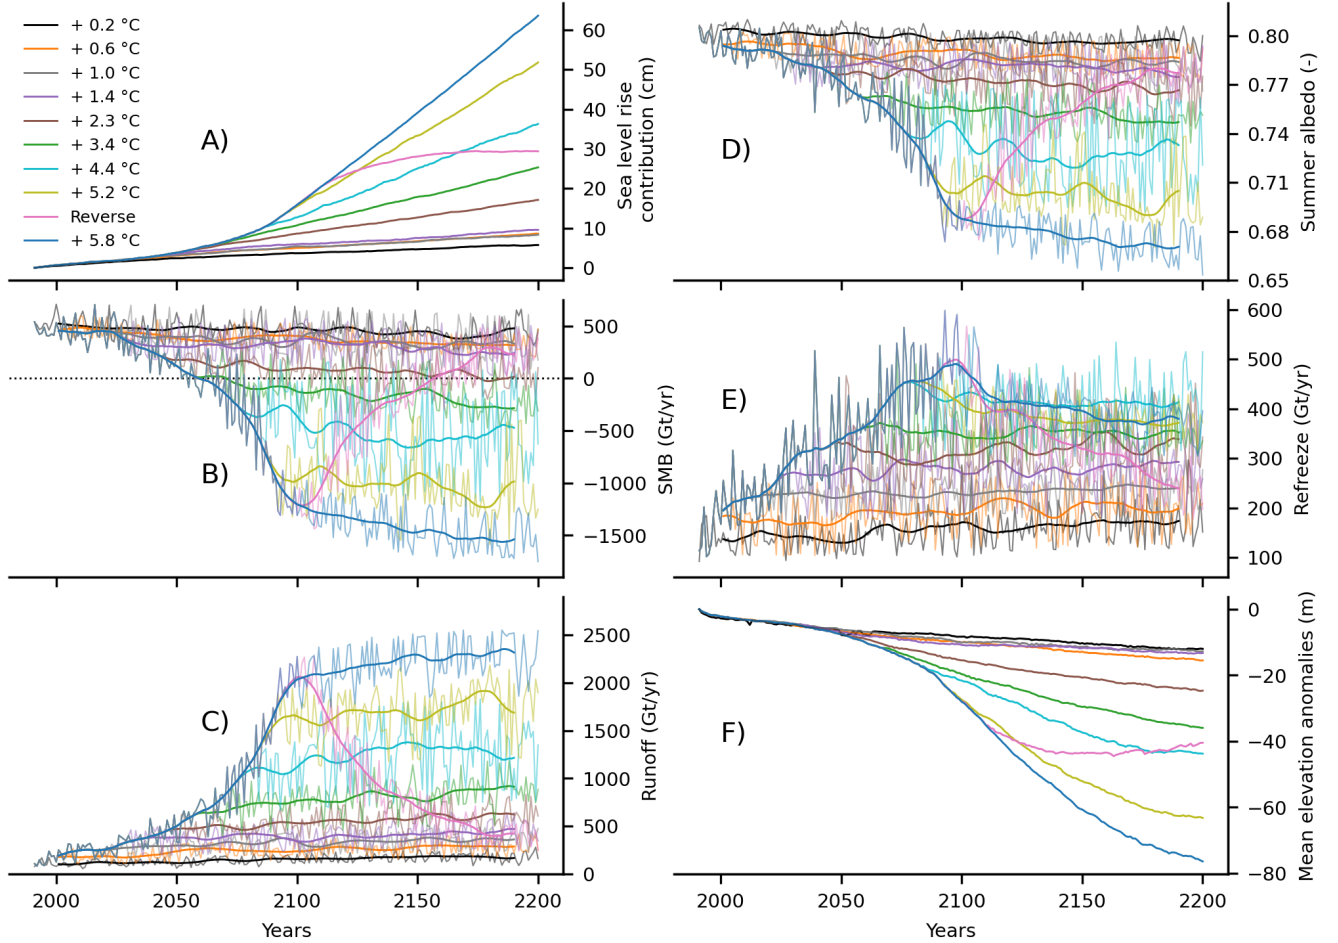 + 0.2 °C
+ 0.6 °C
+ 1.0 °C
+ 1.4 °C
+ 2.3 °C
+ 3.4 °C
+ 4.4 °C
+ 5.2 °C
Reverse
+ 5.8 °C
A)
60
50
40
30
20
10
0
Sea level rise
contribution (cm)
D)
0.80
0.77
0.74
0.71
0.68
0.65
Summer albedo (-)
B)
500
0
−500
−1000
−1500
SMB (Gt/yr)
E)
600
500
400
300
200
100
Refreeze (Gt/yr)
C)
2500
2000
1500
1000
500
0
Runoff (Gt/yr)
2000
2050
2100
2150
2200
Years
F)
0
−20
−40
−60
−80
Mean elevation anomalies (m)
2000
2050
2100
2150
2200
Years